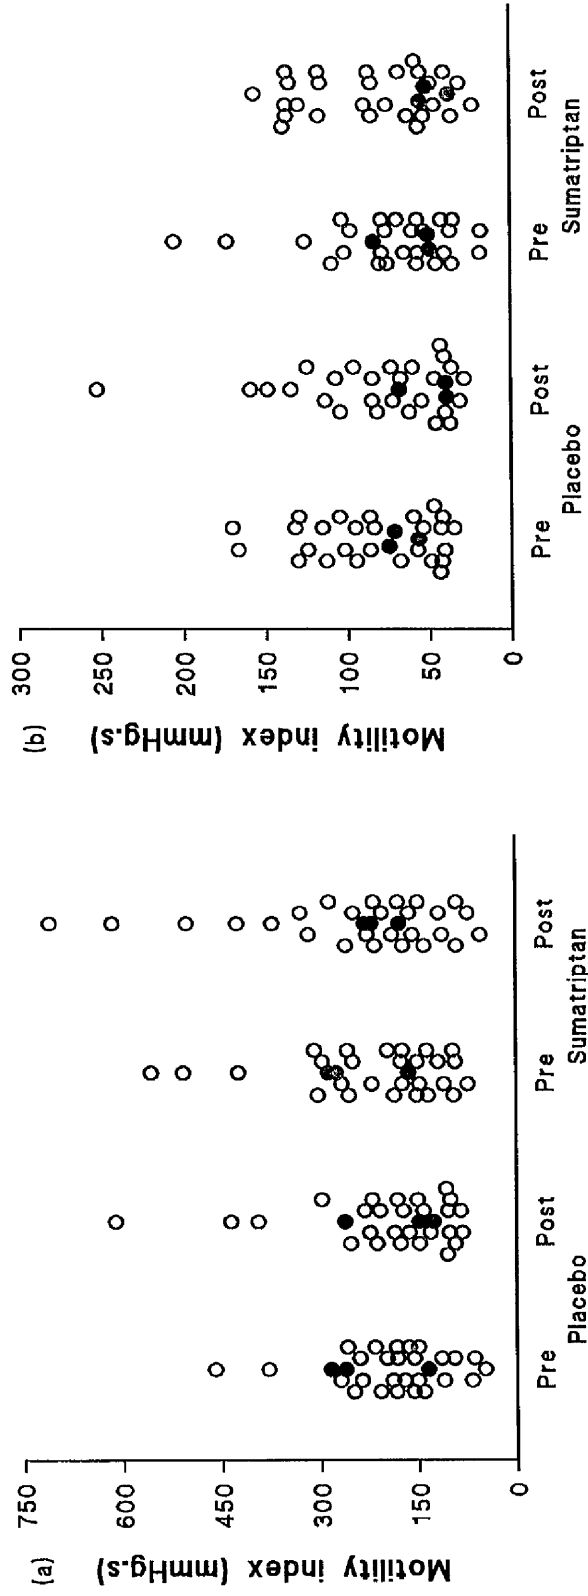 (a)
Motility index (mmHg.s)
750
600
450
300
150
0
Pre Post Pre Post
Placebo Sumatriptan
(b)
Motility index (mmHg.s)
300
250
200
150
100
50
0
Pre Post Pre Post
Placebo Sumatriptan